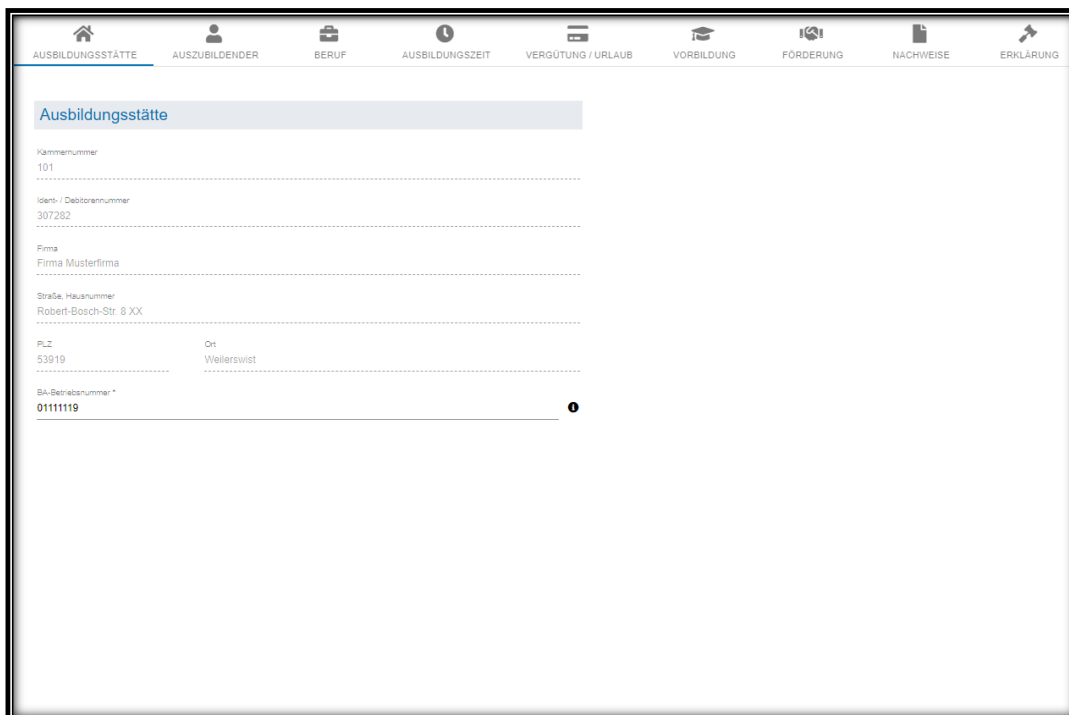 AUSBILDUNGSSTÄTTE AUSZUBILDENDER BERUF AUSBILDUNGSZEIT VERGÜTUNG / URLAUB VORBILDUNG FÖRDERUNG NACHWEISE ERKLÄRUNG
Ausbildungsstätte
Kammernummer
101
Ident- / Debitorennummer
307282
Firma
Firma Musterfirma
Straße, Hausnummer
Robert-Bosch-Str. 8 XX
PLZ Ort
53919 Weilerswist
BA-Betriebsnummer *
01111119